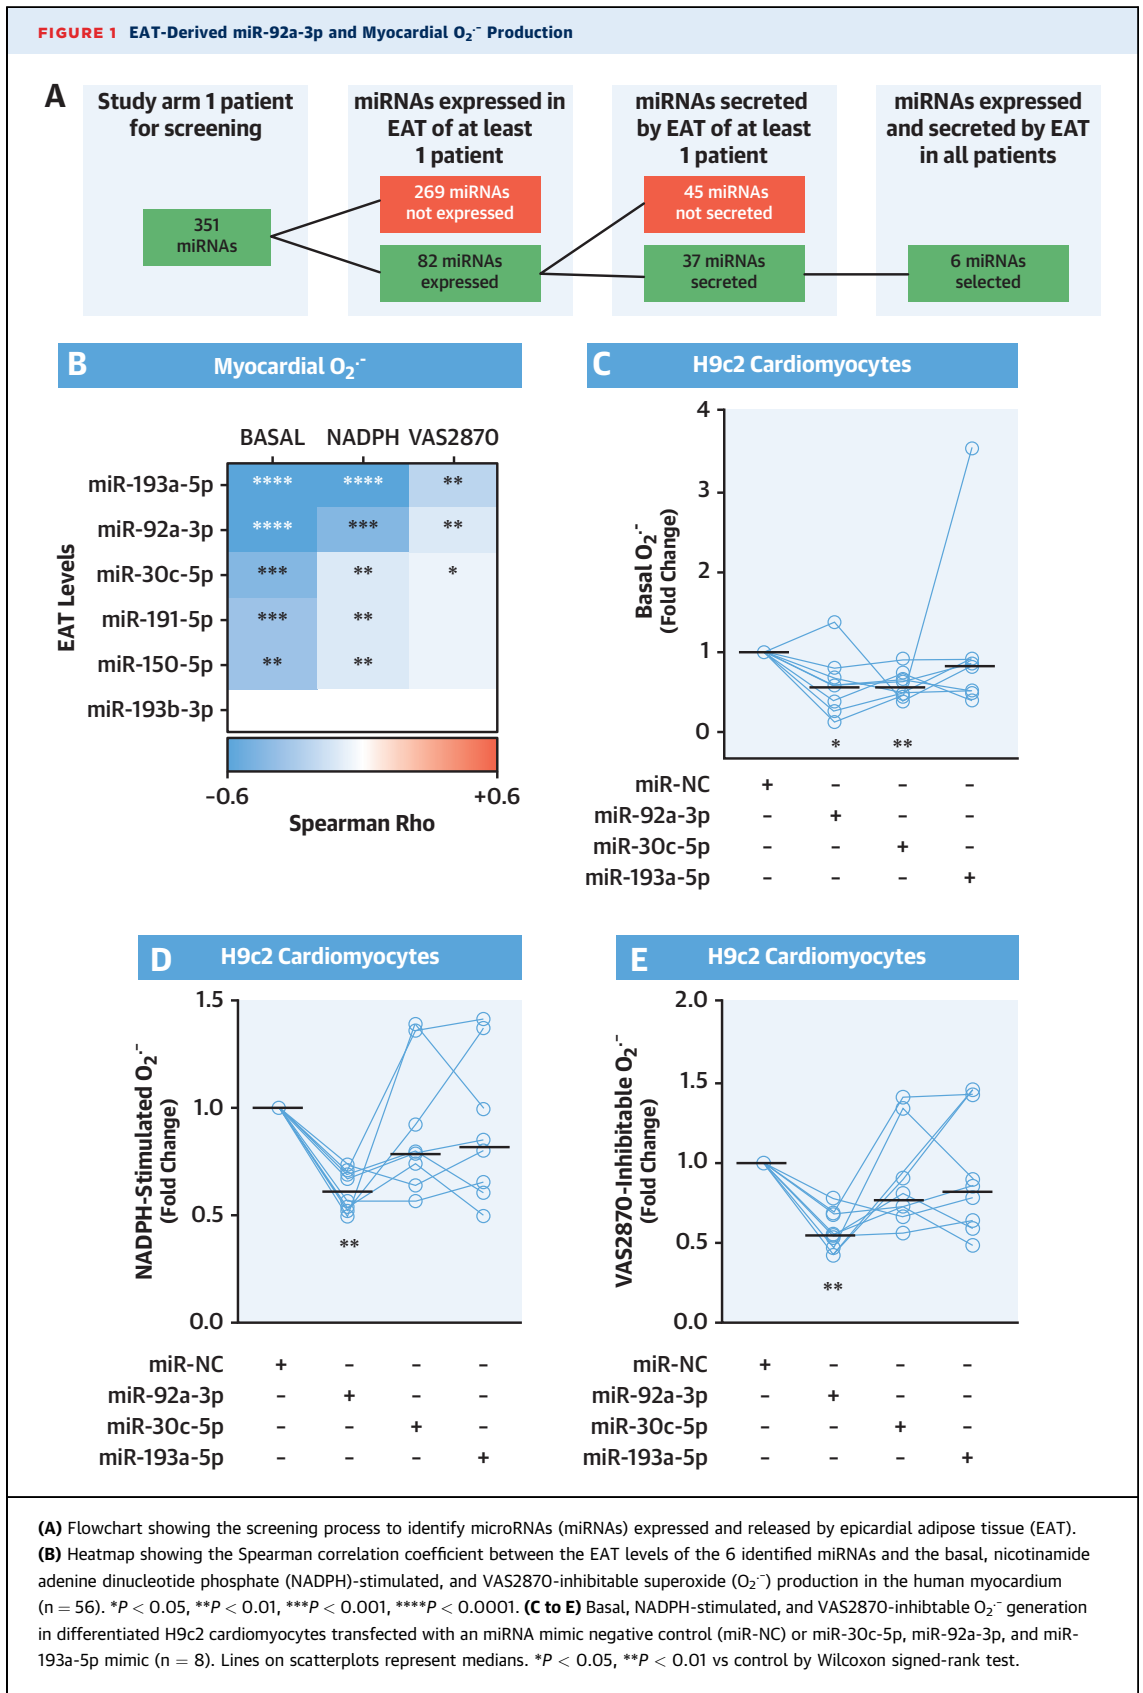 FIGURE 1 EAT-Derived miR-92a-3p and Myocardial O2·− Production
A
Study arm 1 patient
for screening
miRNAs expressed in
EAT of at least
1 patient
miRNAs secreted
by EAT of at least
1 patient
miRNAs expressed
and secreted by EAT
in all patients
351
miRNAs
269 miRNAs
not expressed
82 miRNAs
expressed
45 miRNAs
not secreted
37 miRNAs
secreted
6 miRNAs
selected
B Myocardial O2·−
BASAL NADPH VAS2870
EAT Levels
miR-193a-5p **** **** **
miR-92a-3p **** *** **
miR-30c-5p *** ** *
miR-191-5p *** **
miR-150-5p ** **
miR-193b-3p
−0.6 +0.6
Spearman Rho
C H9c2 Cardiomyocytes
Basal O2·−
(Fold Change)
4
3
2
1
0
* **
miR-NC + − − −
miR-92a-3p − + − −
miR-30c-5p − − + −
miR-193a-5p − − − +
D H9c2 Cardiomyocytes
NADPH-Stimulated O2·−
(Fold Change)
1.5
1.0
0.5
0.0
**
miR-NC + − − −
miR-92a-3p − + − −
miR-30c-5p − − + −
miR-193a-5p − − − +
E H9c2 Cardiomyocytes
VAS2870-Inhibitable O2·−
(Fold Change)
2.0
1.5
1.0
0.5
0.0
**
miR-NC + − − −
miR-92a-3p − + − −
miR-30c-5p − − + −
miR-193a-5p − − − +
(A) Flowchart showing the screening process to identify microRNAs (miRNAs) expressed and released by epicardial adipose tissue (EAT).
(B) Heatmap showing the Spearman correlation coefficient between the EAT levels of the 6 identified miRNAs and the basal, nicotinamide
adenine dinucleotide phosphate (NADPH)-stimulated, and VAS2870-inhibitable superoxide (O2·−) production in the human myocardium
(n = 56). *P < 0.05, **P < 0.01, ***P < 0.001, ****P < 0.0001. (C to E) Basal, NADPH-stimulated, and VAS2870-inhibtable O2·− generation
in differentiated H9c2 cardiomyocytes transfected with an miRNA mimic negative control (miR-NC) or miR-30c-5p, miR-92a-3p, and miR-
193a-5p mimic (n = 8). Lines on scatterplots represent medians. *P < 0.05, **P < 0.01 vs control by Wilcoxon signed-rank test.